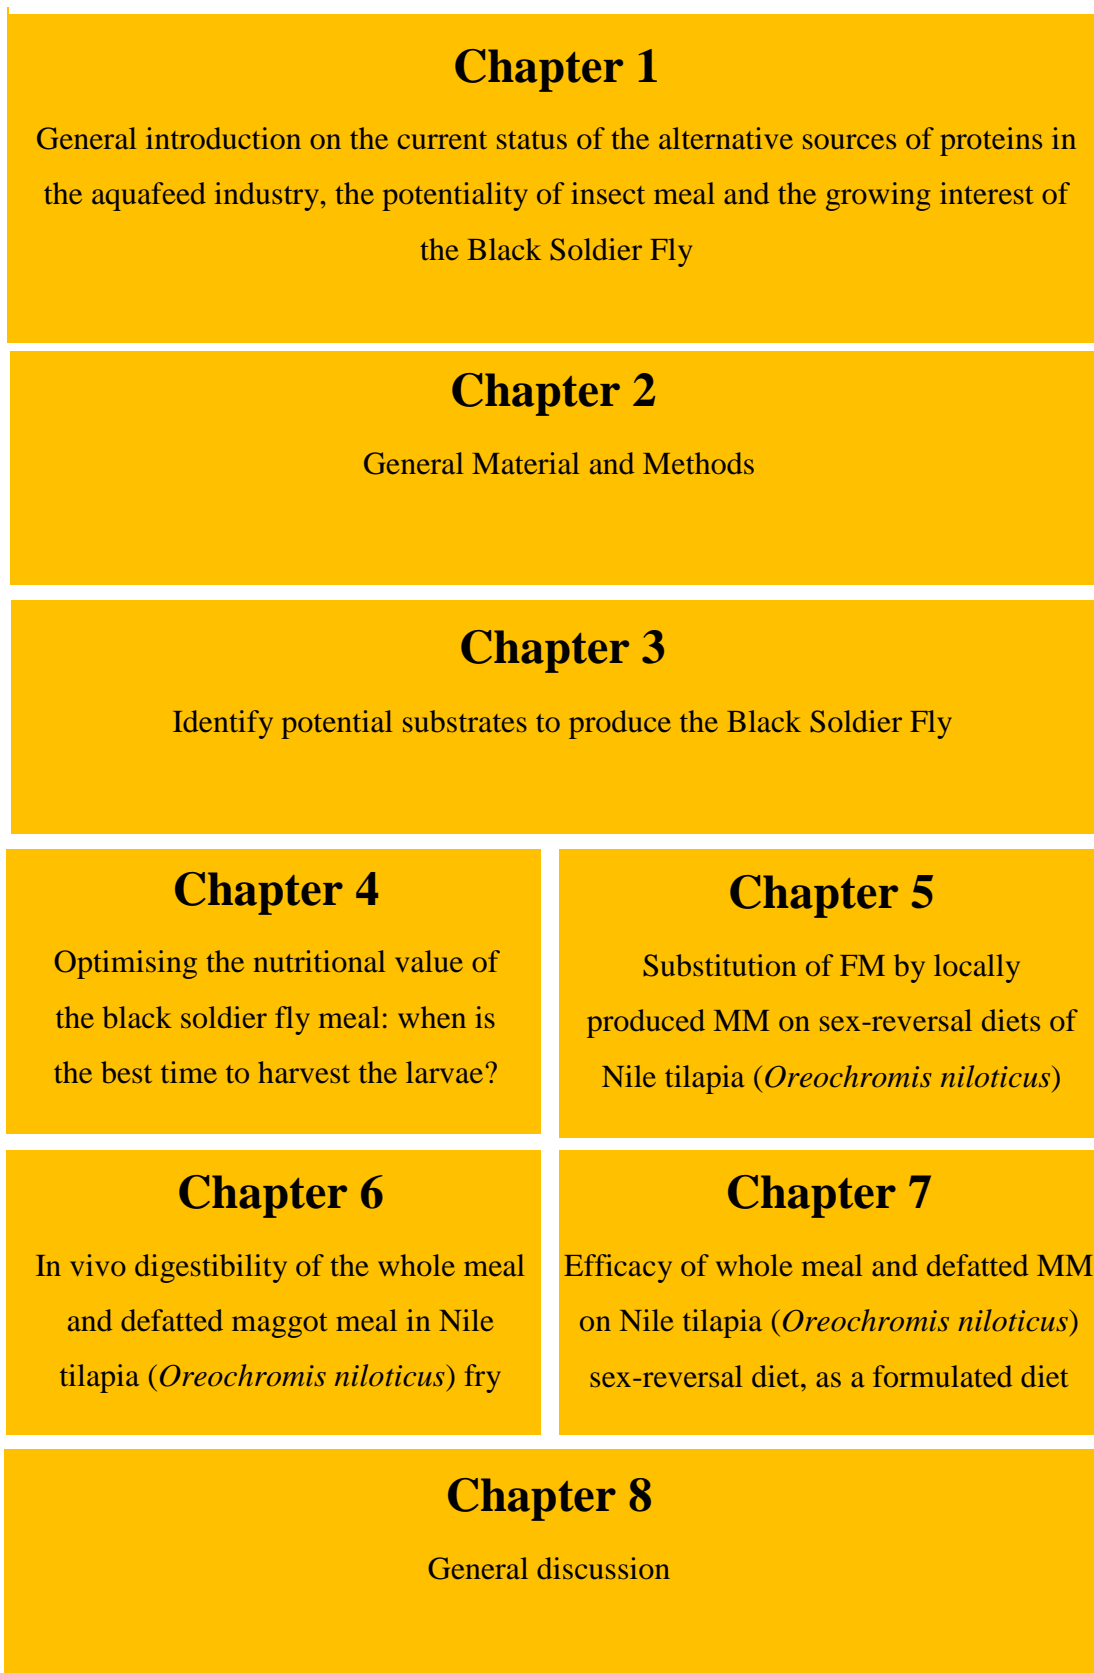 Chapter 1
General introduction on the current status of the alternative sources of proteins in
the aquafeed industry, the potentiality of insect meal and the growing interest of
the Black Soldier Fly
Chapter 2
General Material and Methods
Chapter 3
Identify potential substrates to produce the Black Soldier Fly
Chapter 4
Optimising the nutritional value of
the black soldier fly meal: when is
the best time to harvest the larvae?
Chapter 5
Substitution of FM by locally
produced MM on sex-reversal diets of
Nile tilapia (Oreochromis niloticus)
Chapter 6
In vivo digestibility of the whole meal
and defatted maggot meal in Nile
tilapia (Oreochromis niloticus) fry
Chapter 7
Efficacy of whole meal and defatted MM
on Nile tilapia (Oreochromis niloticus)
sex-reversal diet, as a formulated diet
Chapter 8
General discussion